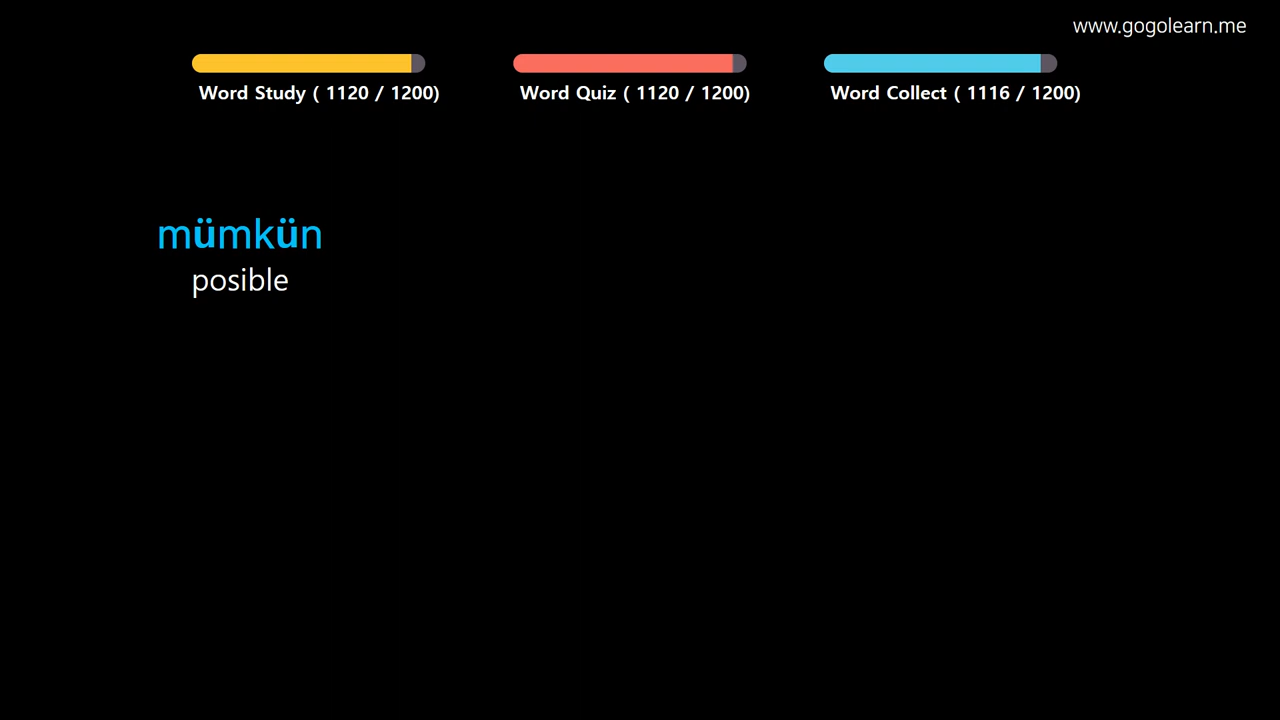 www.gogolearn.me
Word Study ( 1120 / 1200)
Word Quiz ( 1120 / 1200)
Word Collect ( 1116 / 1200)
mümkün
posible